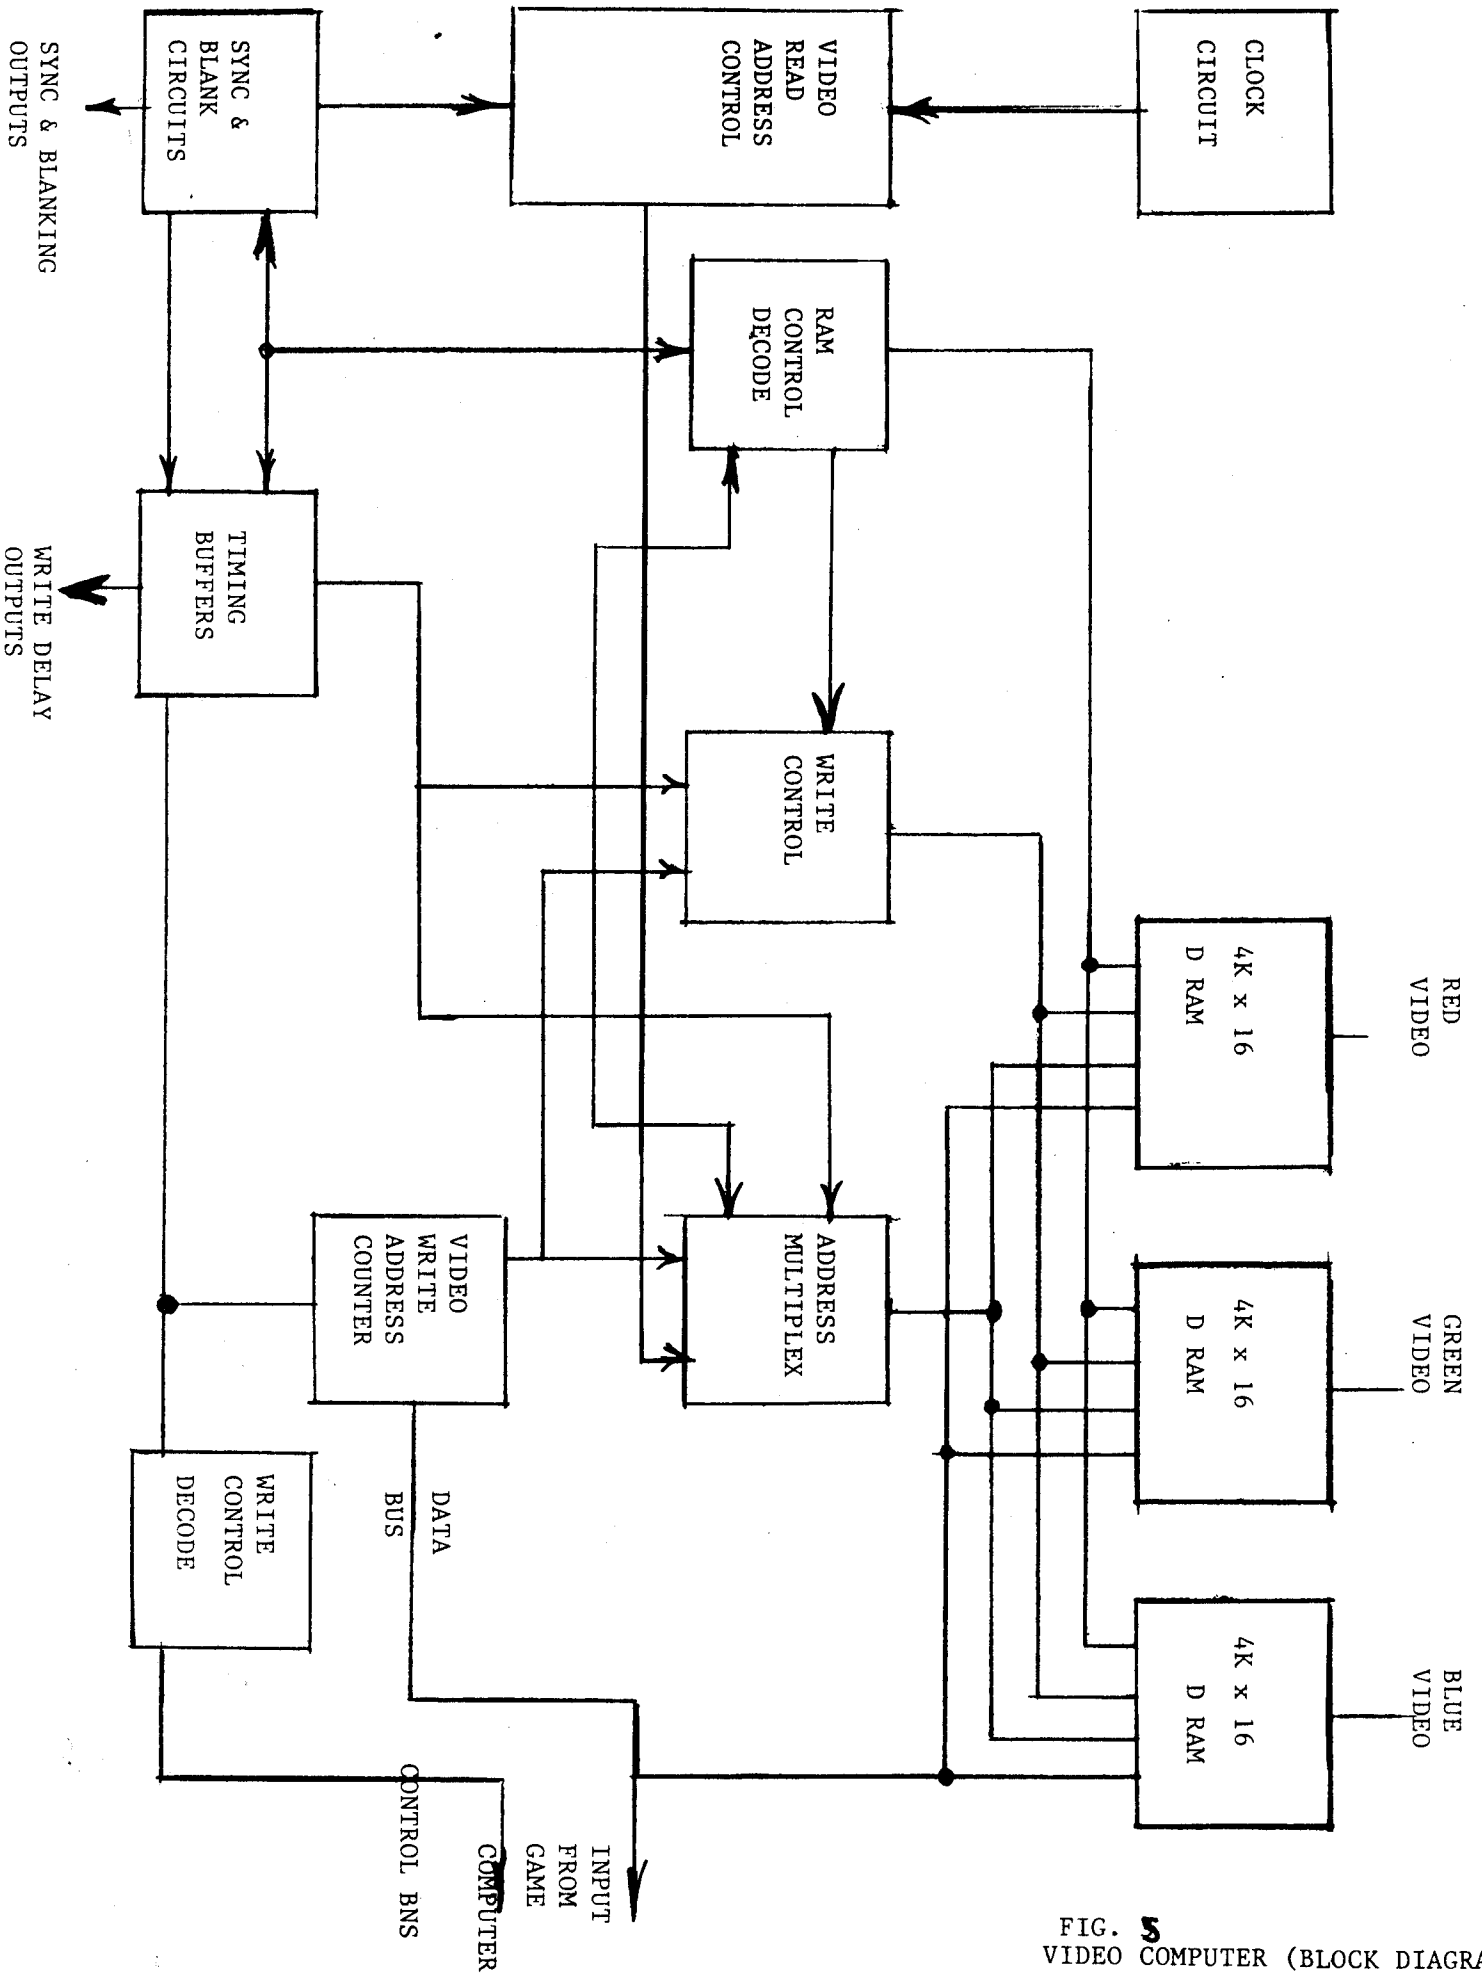 CLOCK
CIRCUIT
VIDEO
READ
ADDRESS
CONTROL
SYNC &
BLANK
CIRCUITS
SYNC & BLANKING
OUTPUTS
RAM
CONTROL
DECODE
TIMING
BUFFERS
WRITE DELAY
OUTPUTS
WRITE
CONTROL
RED
VIDEO
4K x 16
D RAM
ADDRESS
MULTIPLEX
VIDEO
WRITE
ADDRESS
COUNTER
GREEN
VIDEO
4K x 16
D RAM
WRITE
CONTROL
DECODE
DATA
BUS
BLUE
VIDEO
4K x 16
D RAM
INPUT
FROM
GAME
COMPUTER
CONTROL BNS
FIG. 5
VIDEO COMPUTER (BLOCK DIAGRA